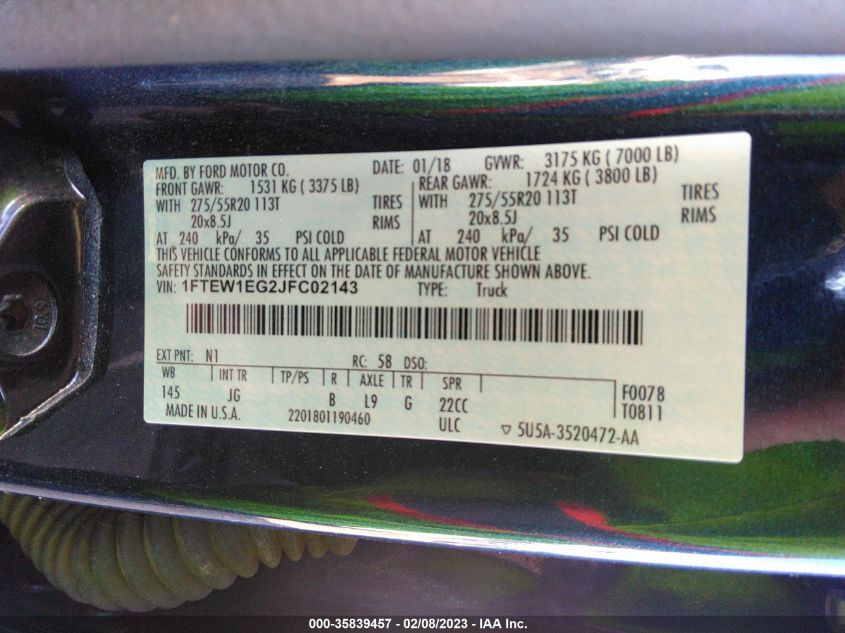 MFD. BY FORD MOTOR CO. DATE: 01/18 GVWR: 3175 KG ( 7000 LB)
FRONT GAWR: 1531 KG ( 3375 LB) REAR GAWR: 1724 KG ( 3800 LB)
WITH 275/55R20 113T TIRES WITH 275/55R20 113T TIRES
20x8.5J RIMS 20x8.5J RIMS
AT 240 kPa/ 35 PSI COLD AT 240 kPa/ 35 PSI COLD
THIS VEHICLE CONFORMS TO ALL APPLICABLE FEDERAL MOTOR VEHICLE
SAFETY STANDARDS IN EFFECT ON THE DATE OF MANUFACTURE SHOWN ABOVE.
VIN: 1FTEW1EG2JFC02143 TYPE: Truck
EXT PNT: N1 RC: 58 DSO:
WB INT TR TP/PS R AXLE TR SPR
145 JG B L9 G 22CC F0078
MADE IN U.S.A. 2201801190460 ULC T0811
5U5A-3520472-AA
10.9
000-35839457 - 02/08/2023 - IAA Inc.